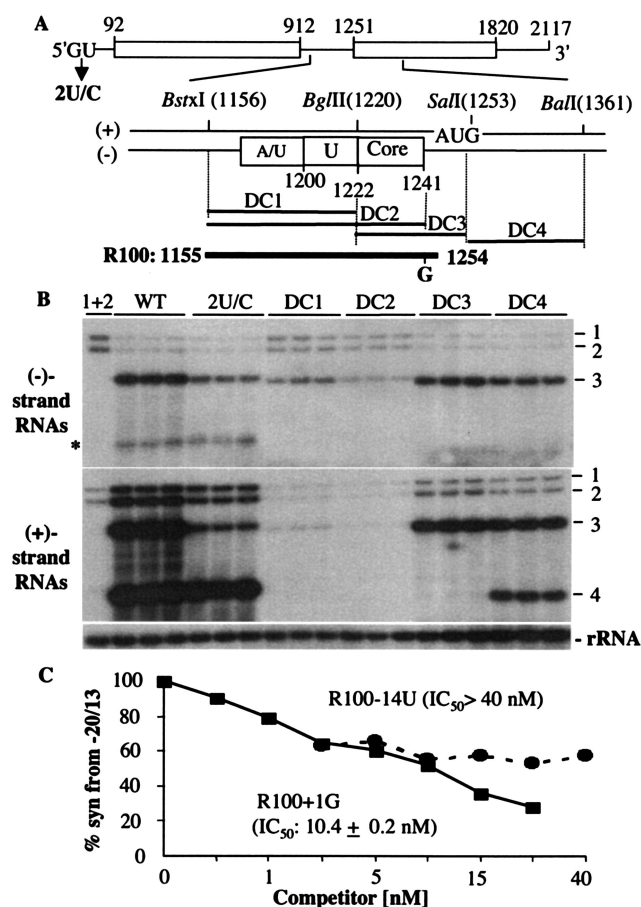 A
92 912 1251 1820 2117
5'GU 3'
2U/C
BstxI (1156) BglII(1220) SalI(1253) BalI(1361)
(+) AUG
(-) A/U U Core
1200 1222 1241
DC1
DC2
DC3
DC4
R100: 1155 1254
G
B 1+2 WT 2U/C DC1 DC2 DC3 DC4
1
2
(-)-
strand
RNAs
3
*
1
2
(+)-
strand
RNAs
3
4
rRNA
C
% syn from -20/13
100
80
60
40
20
0
R100-14U (IC50> 40 nM)
R100+1G
(IC50: 10.4 ± 0.2 nM)
0 1 5 15 40
Competitor [nM]